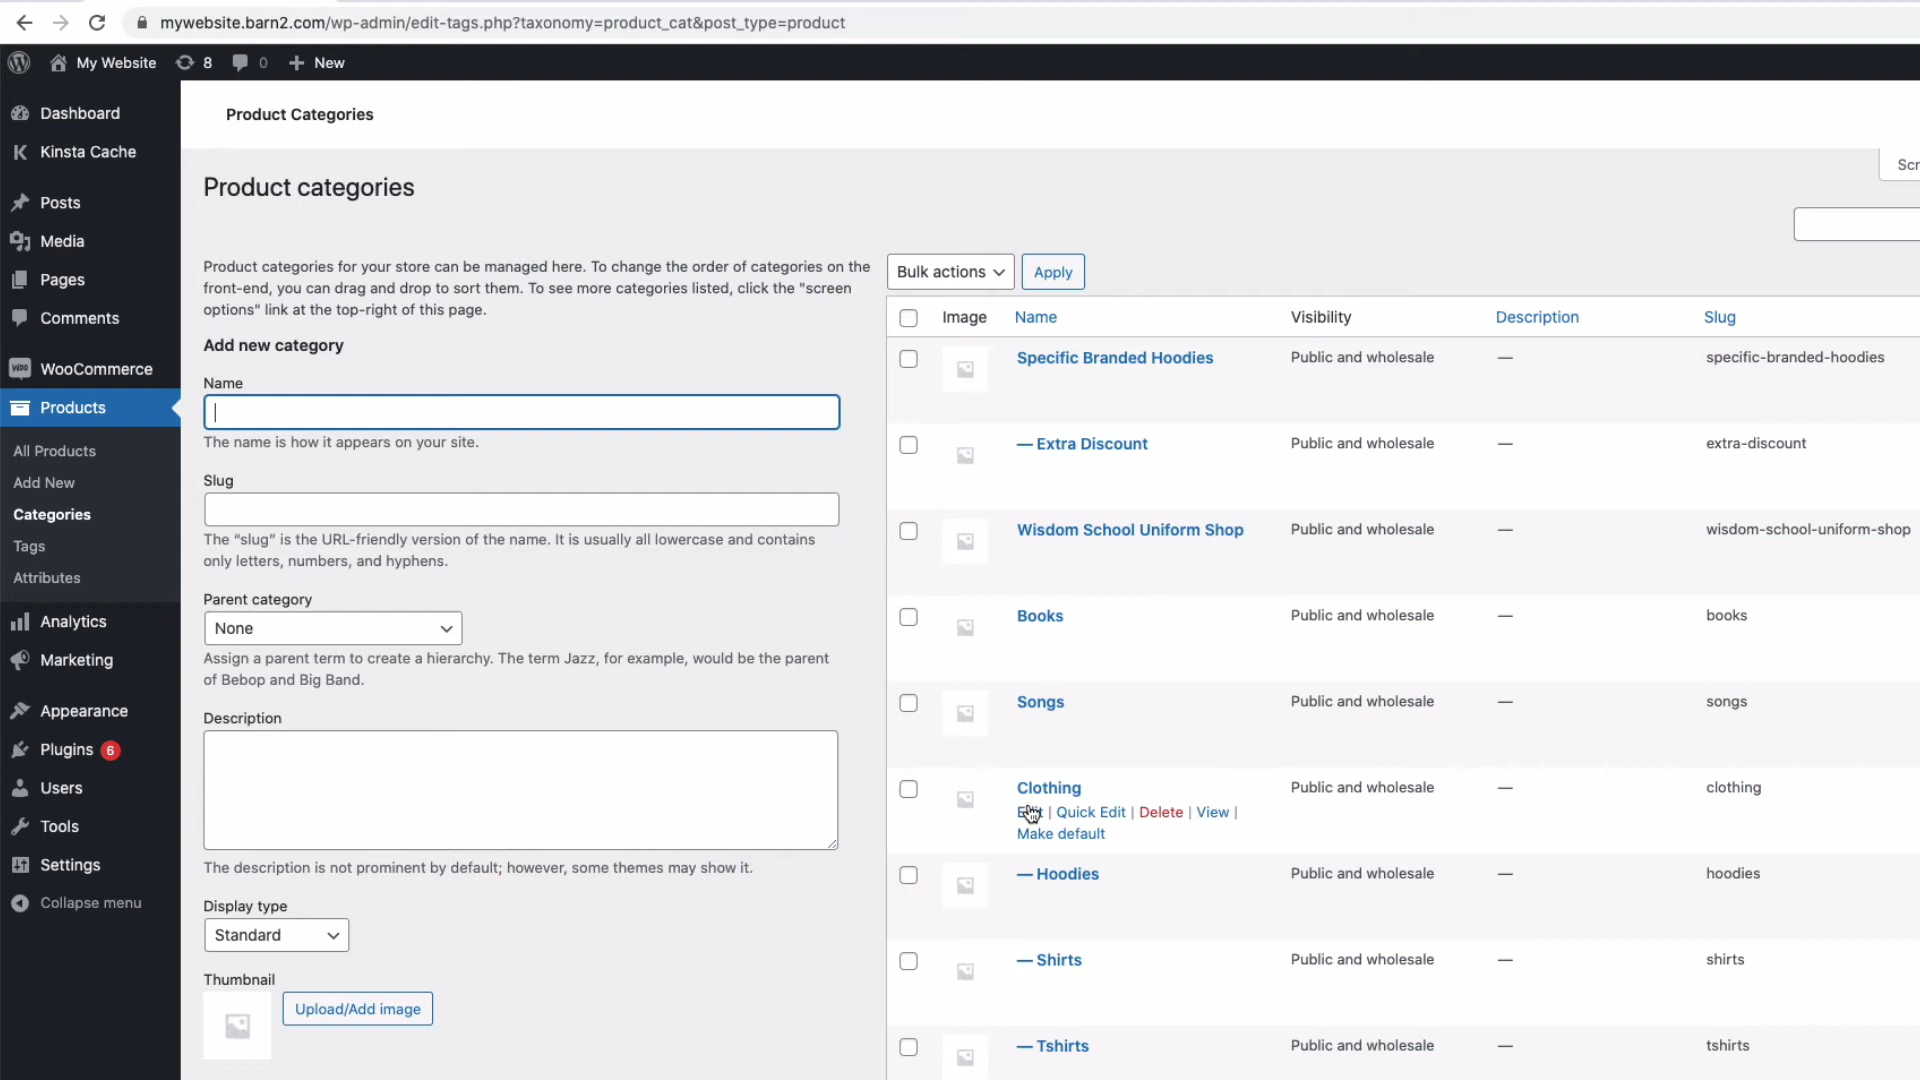 mywebsite.barn2.com/wp-admin/edit-tags.php?taxonomy=product_cat&post_type=product
My Website 8 0 New
Dashboard
Kinsta Cache
Posts
Media
Pages
Comments
WooCommerce
Products
All Products
Add New
Categories
Tags
Attributes
Analytics
Marketing
Appearance
Plugins 6
Users
Tools
Settings
Collapse menu
Product Categories
Scr
Product categories
Product categories for your store can be managed here. To change the order of categories on the
front-end, you can drag and drop to sort them. To see more categories listed, click the "screen
options" link at the top-right of this page.
Add new category
Name
The name is how it appears on your site.
Slug
The “slug” is the URL-friendly version of the name. It is usually all lowercase and contains
only letters, numbers, and hyphens.
Parent category
None
Assign a parent term to create a hierarchy. The term Jazz, for example, would be the parent
of Bebop and Big Band.
Description
The description is not prominent by default; however, some themes may show it.
Display type
Standard
Thumbnail
Upload/Add image
Bulk actions Apply
Image Name Visibility Description Slug
Specific Branded Hoodies Public and wholesale — specific-branded-hoodies
— Extra Discount Public and wholesale — extra-discount
Wisdom School Uniform Shop Public and wholesale — wisdom-school-uniform-shop
Books Public and wholesale — books
Songs Public and wholesale — songs
Clothing Public and wholesale — clothing
Edit | Quick Edit | Delete | View |
Make default
— Hoodies Public and wholesale — hoodies
— Shirts Public and wholesale — shirts
— Tshirts Public and wholesale — tshirts